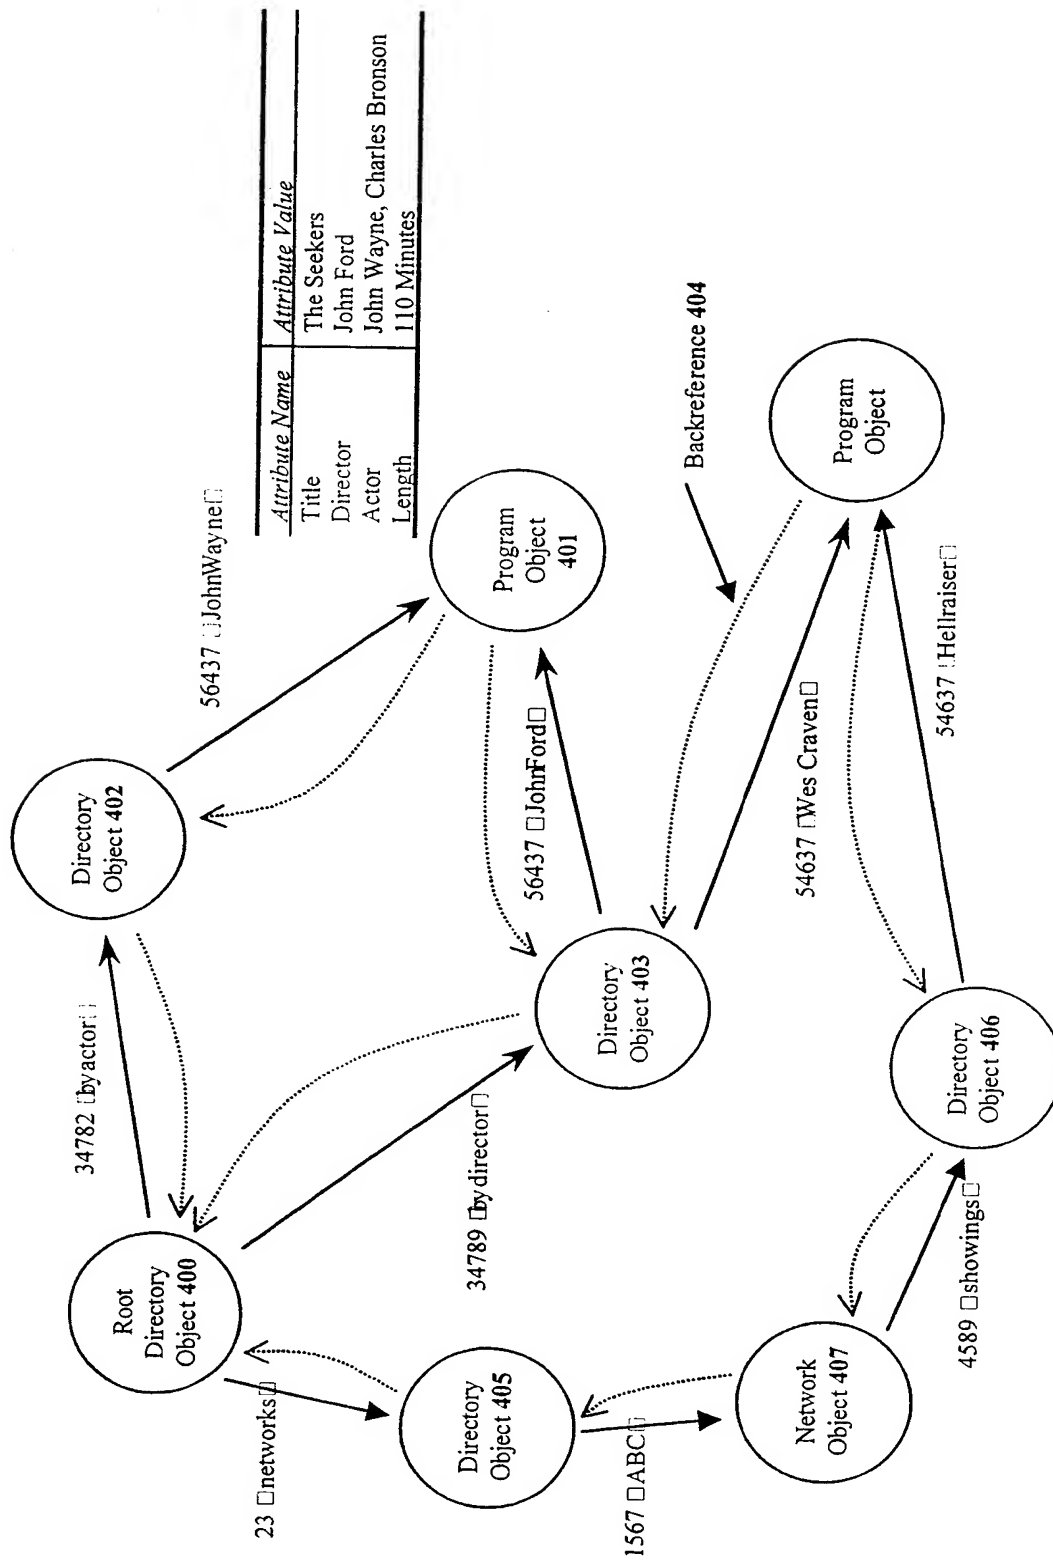 Attribute Name Attribute Value
Title The Seekers
Director John Ford
Actor John Wayne, Charles Bronson
Length 110 Minutes
56437 □JohnWayne□
Directory
Object 402
34782 □byactor□
Program
Object
401
Root
Directory
Object 400
56437 □JohnFord□
Backreference 404
34789 □bydirector□
Directory
Object 403
23 □networks□
Directory
Object 405
54637 □Wes Craven□
Program
Object
1567 □ABC□
Network
Object 407
54637 □Hellraiser□
Directory
Object 406
4589 □showings□